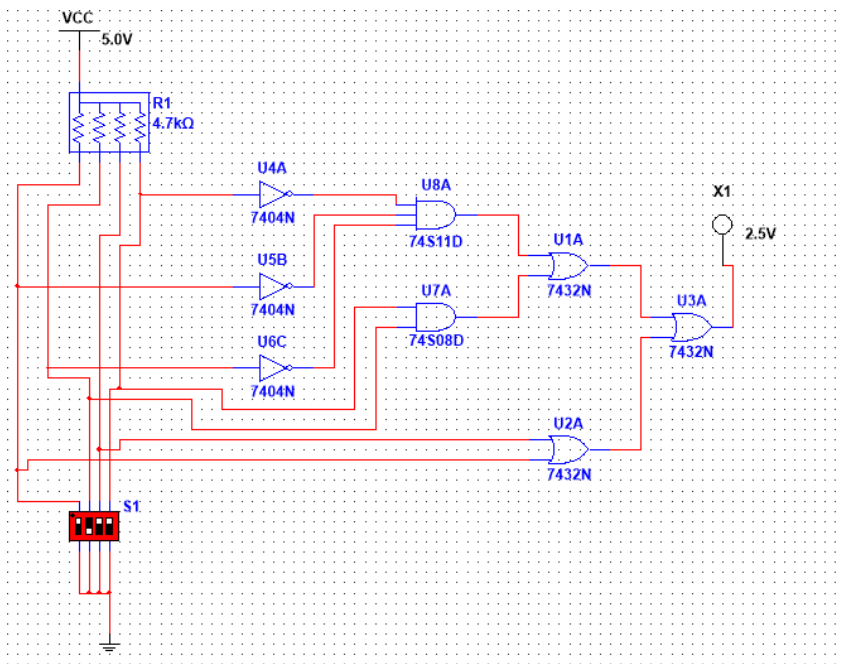 VCC
5.0V
R1
4.7kΩ
U4A
7404N
U8A
74S11D
X1
2.5V
U1A
7432N
U5B
7404N
U7A
74S08D
U3A
7432N
U6C
7404N
U2A
7432N
S1